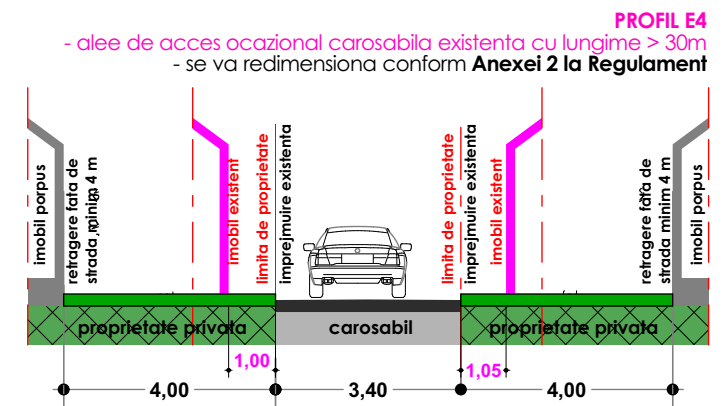 PROFIL E4
- alee de acces ocazional carosabila existenta cu lungime > 30m
- se va redimensiona conform Anexei 2 la Regulament
imobil porpus
retragere fata de
strada minim 4 m
imobil existent
limita de proprietate
imprejmuire existenta
limita de proprietate
imprejmuire existenta
imobil existent
retragere fata de
strada minim 4 m
imobil porpus
proprietate privata
carosabil
proprietate privata
1,00
1,05
4,00
3,40
4,00